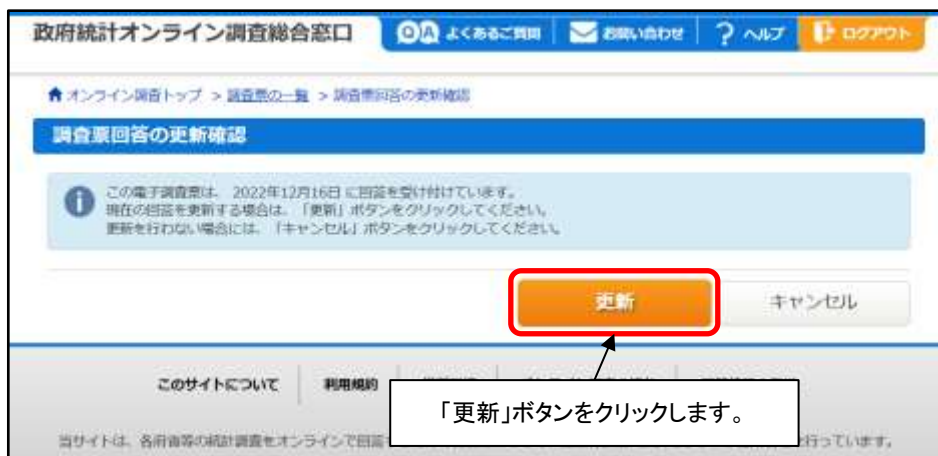 政府統計オンライン調査総合窓口
Q&A よくあるご質問 お問い合わせ ? ヘルプ ログアウト
オンライン調査トップ > 調査票の一覧 > 調査票回答の更新確認
調査票回答の更新確認
この電子調査票は、 2022年12月16日 に回答を受け付けています。
現在の回答を更新する場合は、「更新」ボタンをクリックしてください。
更新を行わない場合には、「キャンセル」ボタンをクリックしてください。
更新 キャンセル
このサイトについて 利用規約
「更新」ボタンをクリックします。
当サイトは、各府省等の統計調査をオンラインで回答 行っています。